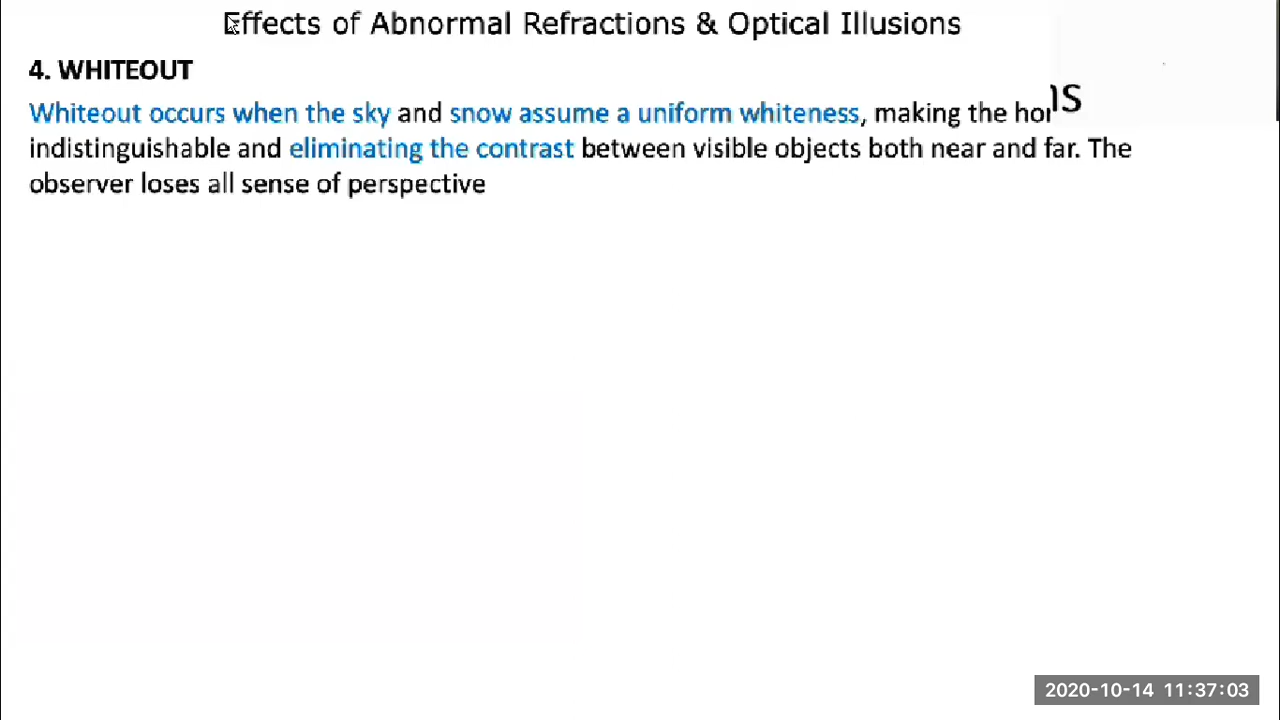 Effects of Abnormal Refractions & Optical Illusions
4. WHITEOUT
Whiteout occurs when the sky and snow assume a uniform whiteness, making the
indistinguishable and eliminating the contrast between visible objects both near and far. The
observer loses all sense of perspective
2020-10-14 11:37:03